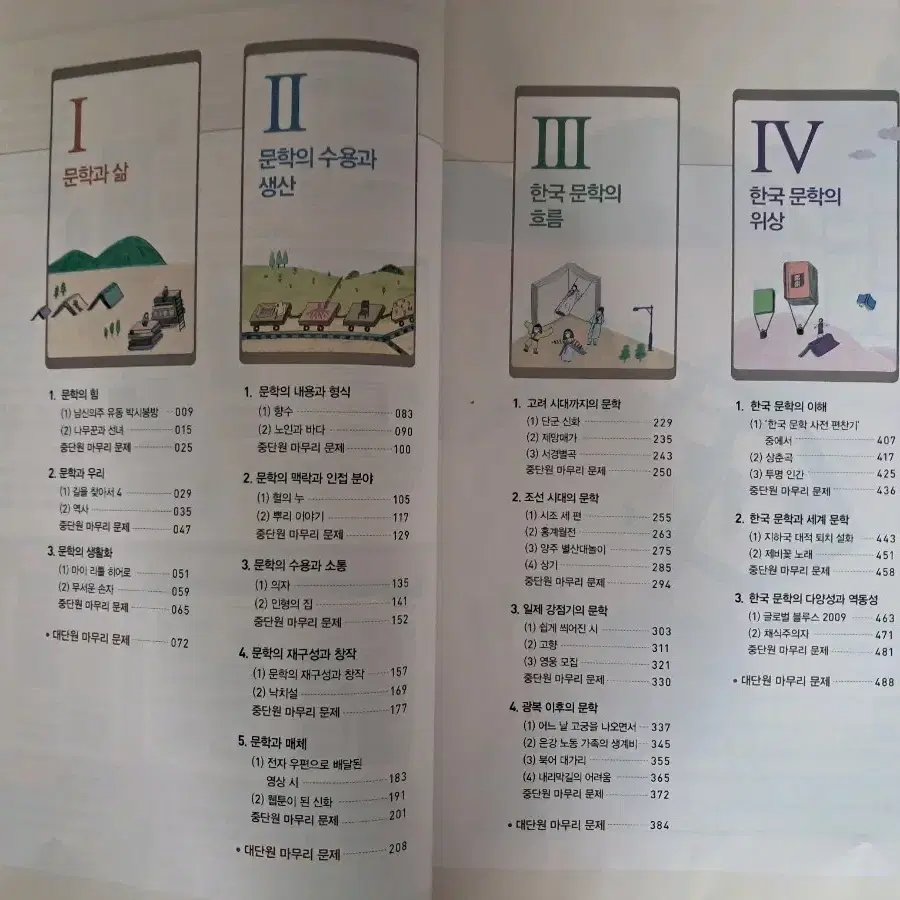 I
문학과 삶
1. 문학의 힘
(1) 남신의주 유동 박시봉방 009
(2) 나무꾼과 선녀 015
중단원 마무리 문제 025
2. 문학과 우리
(1) 길을 찾아서 4 029
(2) 역사 035
중단원 마무리 문제 047
3. 문학의 생활화
(1) 마이 리틀 히어로 051
(2) 무서운 손자 059
중단원 마무리 문제 065
• 대단원 마무리 문제 072
II
문학의 수용과
생산
1. 문학의 내용과 형식
(1) 향수 083
(2) 노인과 바다 090
중단원 마무리 문제 100
2. 문학의 맥락과 인접 분야
(1) 혈의 누 105
(2) 뿌리 이야기 117
중단원 마무리 문제 129
3. 문학의 수용과 소통
(1) 의자 135
(2) 인형의 집 141
중단원 마무리 문제 152
4. 문학의 재구성과 창작
(1) 문학의 재구성과 창작 157
(2) 낙치설 169
중단원 마무리 문제 177
5. 문학과 매체
(1) 전자 우편으로 배달된
영상 시 183
(2) 웹툰이 된 신화 191
중단원 마무리 문제 201
• 대단원 마무리 문제 208
III
한국 문학의
흐름
1. 고려 시대까지의 문학
(1) 단군 신화 229
(2) 제망매가 235
(3) 서경별곡 243
중단원 마무리 문제 250
2. 조선 시대의 문학
(1) 시조 세 편 255
(2) 홍계월전 263
(3) 양주 별산대놀이 275
(4) 상기 285
중단원 마무리 문제 294
3. 일제 강점기의 문학
(1) 쉽게 씌어진 시 303
(2) 고향 311
(3) 영웅 모집 321
중단원 마무리 문제 330
4. 광복 이후의 문학
(1) 어느 날 고궁을 나오면서 337
(2) 온강 노동 가족의 생계비 345
(3) 북어 대가리 355
(4) 내리막길의 어려움 365
중단원 마무리 문제 372
• 대단원 마무리 문제 384
IV
한국 문학의
위상
1. 한국 문학의 이해
(1) '한국 문학 사전 편찬기'
중에서 407
(2) 상춘곡 417
(3) 투명 인간 425
중단원 마무리 문제 436
2. 한국 문학과 세계 문학
(1) 지하국 대적 퇴치 설화 443
(2) 제비꽃 노래 451
중단원 마무리 문제 458
3. 한국 문학의 다양성과 역동성
(1) 글로벌 블루스 2009 463
(2) 채식주의자 471
중단원 마무리 문제 481
• 대단원 마무리 문제 488